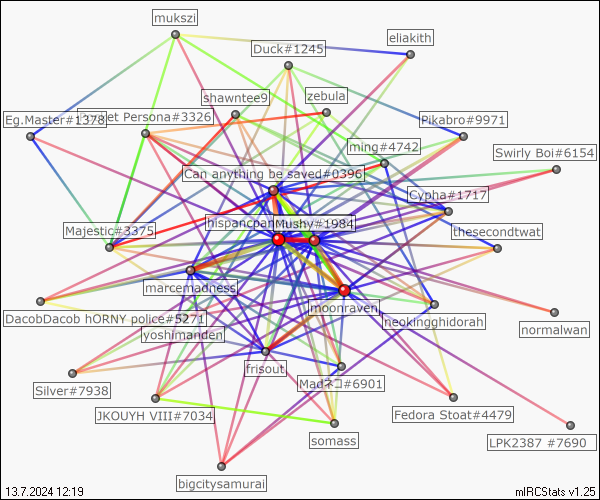 mukszi
eliakith
Duck#1245
shawntee9
zebula
Eg.Master#1378
et Persona#3326
Pikabro#9971
ming#4742
Swirly Boi#6154
Can anything be saved#0396
Cypha#1717
hispancpan
Mushy#1984
Majestic#3375
thesecondtwat
marcemadness
moonraven
DacobDacob hORNY police#5271
neokingghidorah
normalwan
yoshimanden
frisout
Madネコ#6901
Silver#7938
JKOUYH VIII#7034
Fedora Stoat#4479
somass
LPK2387 #7690
bigcitysamurai
13.7.2024 12:19
mIRCStats v1.25